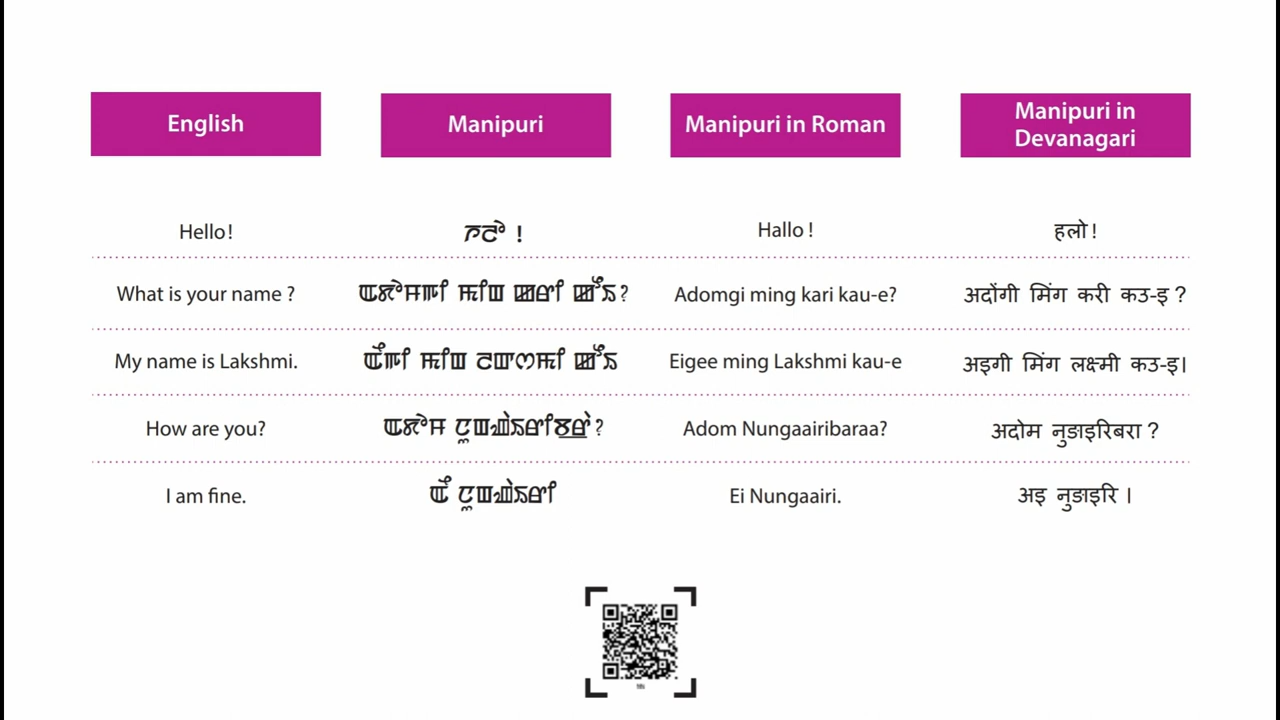 English
Manipuri
Manipuri in Roman
Manipuri in
Devanagari
Hello!
ꯍꯂꯣ !
Hallo !
हलो !
What is your name ?
ꯑꯗꯣꯝꯒꯤ ꯃꯤꯡ ꯀꯔꯤ ꯀꯧꯏ?
Adomgi ming kari kau-e?
अदोंगी मिंग करी कउ-इ ?
My name is Lakshmi.
ꯑꯩꯒꯤ ꯃꯤꯡ ꯂꯛꯁꯃꯤ ꯀꯧꯏ
Eigee ming Lakshmi kau-e
अइगी मिंग लक्ष्मी कउ-इ।
How are you?
ꯑꯗꯣꯝ ꯅꯨꯡꯉꯥꯏꯔꯤꯕ꯭ꯔꯥ?
Adom Nungaairibaraa?
अदोम नुङाइरिबरा ?
I am fine.
ꯑꯩ ꯅꯨꯡꯉꯥꯏꯔꯤ
Ei Nungaairi.
अइ नुङाइरि ।